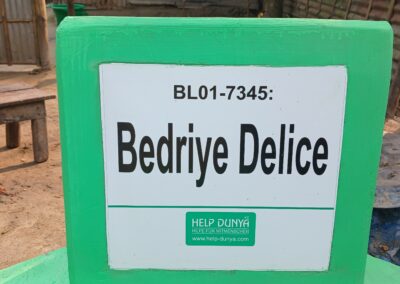 BL01-7345:
Bedriye Delice
HELP DUNYA
HILFE FÜR MITMENSCHEN
www.help-dunya.com